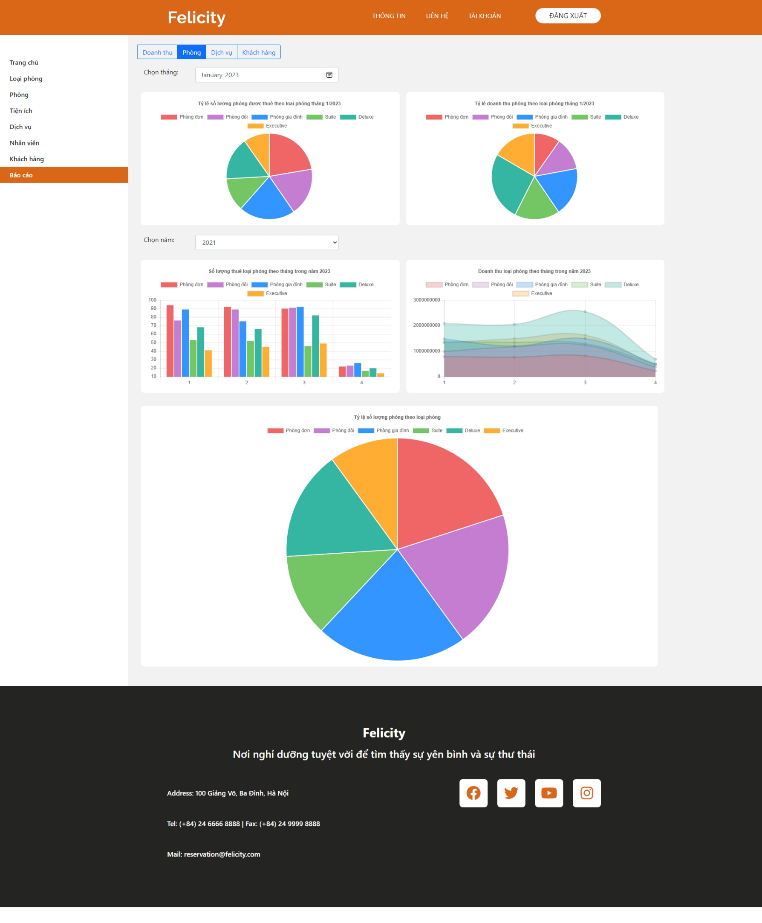 Felicity
THÔNG TIN LIÊN HỆ TÀI KHOẢN ĐĂNG XUẤT
Trang chủ
Loại phòng
Phòng
Tiện ích
Dịch vụ
Nhân viên
Khách hàng
Báo cáo
Doanh thu Phòng Dịch vụ Khách hàng
Chọn tháng: January 2023
Tỷ lệ số lượng phòng được thuê theo loại phòng tháng 1/2023
Phòng đơn Phòng đôi Phòng gia đình Suite Deluxe
Executive
Tỷ lệ doanh thu phòng theo loại phòng tháng 1/2023
Phòng đơn Phòng đôi Phòng gia đình Suite Deluxe
Executive
Chọn năm: 2021
Số lượng thuê loại phòng theo tháng trong năm 2023
Phòng đơn Phòng đôi Phòng gia đình Suite Deluxe
Executive
100
90
80
70
60
50
40
30
20
10
1 2 3 4
Doanh thu loại phòng theo tháng trong năm 2023
Phòng đơn Phòng đôi Phòng gia đình Suite Deluxe
Executive
3000000000
2000000000
1000000000
0
1 2 3 4
Tỷ lệ số lượng phòng theo loại phòng
Phòng đơn Phòng đôi Phòng gia đình Suite Deluxe Executive
Felicity
Nơi nghỉ dưỡng tuyệt vời để tìm thấy sự yên bình và sự thư thái
Address: 100 Giảng Võ, Ba Đình, Hà Nội
Tel: (+84) 24 6666 8888 | Fax: (+84) 24 9999 8888
Mail: reservation@felicity.com